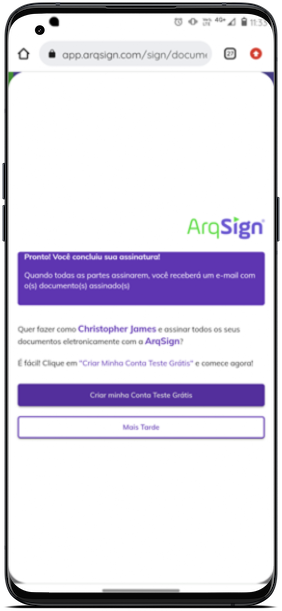 4G+
11:33
app.arqsign.com/sign/docume
27
ArqSign
Pronto! Você concluiu sua assinatura!
Quando todas as partes assinarem, você receberá um e-mail com
o(s) documento(s) assinado(s)
Quer fazer como Christopher James e assinar todos os seus
documentos eletronicamente com a ArqSign?
É fácil! Clique em "Criar Minha Conta Teste Grátis" e comece agora!
Criar minha Conta Teste Grátis
Mais Tarde